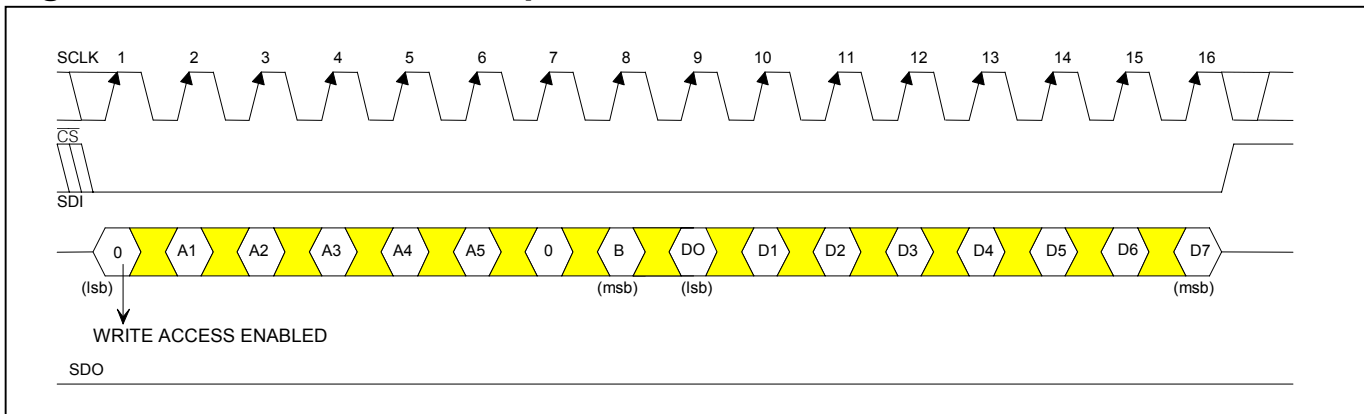 SCLK 1 2 3 4 5 6 7 8 9 10 11 12 13 14 15 16
CS
SDI
0 A1 A2 A3 A4 A5 0 B DO D1 D2 D3 D4 D5 D6 D7
(lsb) (msb) (lsb) (msb)
WRITE ACCESS ENABLED
SDO